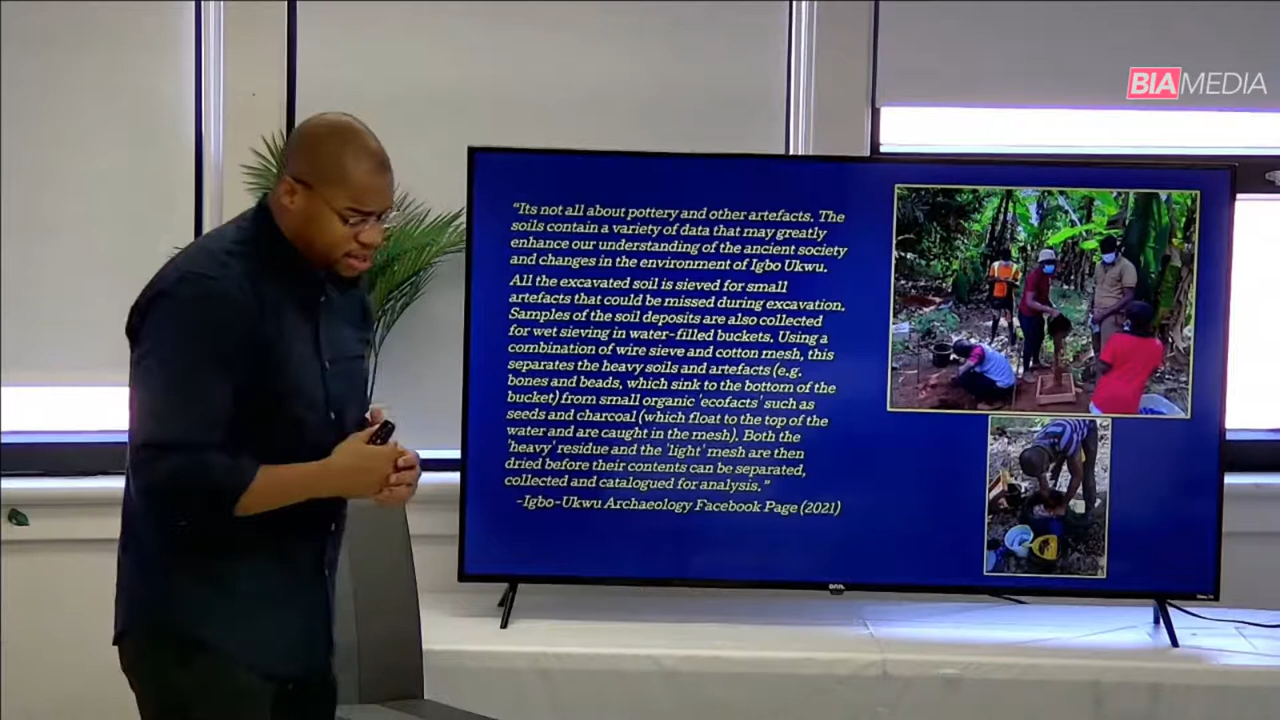 BIAMEDIA
“Its not all about pottery and other artefacts. The
soils contain a variety of data that may greatly
enhance our understanding of the ancient society
and changes in the environment of Igbo Ukwu.
All the excavated soil is sieved for small
artefacts that could be missed during excavation.
Samples of the soil deposits are also collected
for wet sieving in water-filled buckets. Using a
combination of wire sieve and cotton mesh, this
separates the heavy soils and artefacts (e.g.
bones and beads, which sink to the bottom of the
bucket) from small organic 'ecofacts' such as
seeds and charcoal (which float to the top of the
water and are caught in the mesh). Both the
'heavy' residue and the 'light' mesh are then
dried before their contents can be separated,
collected and catalogued for analysis.”
-Igbo-Ukwu Archaeology Facebook Page (2021)